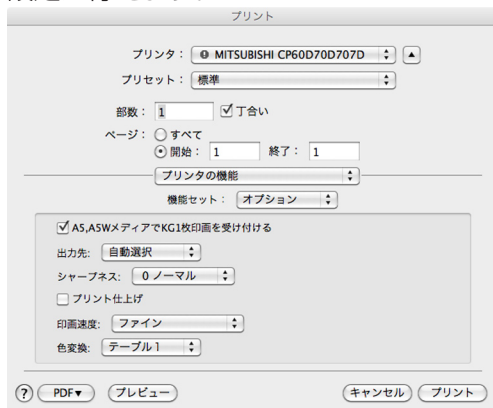 プリント
プリンタ： MITSUBISHI CP60D70D707D
プリセット： 標準
部数： 1 丁合い
ページ： すべて
開始： 1 終了： 1
プリンタの機能
機能セット： オプション
A5,A5WメディアでKG1枚印画を受け付ける
出力先: 自動選択
シャープネス: 0 ノーマル
プリント仕上げ
印画速度: ファイン
色変換: テーブル 1
? PDF▼ プレビュー キャンセル プリント